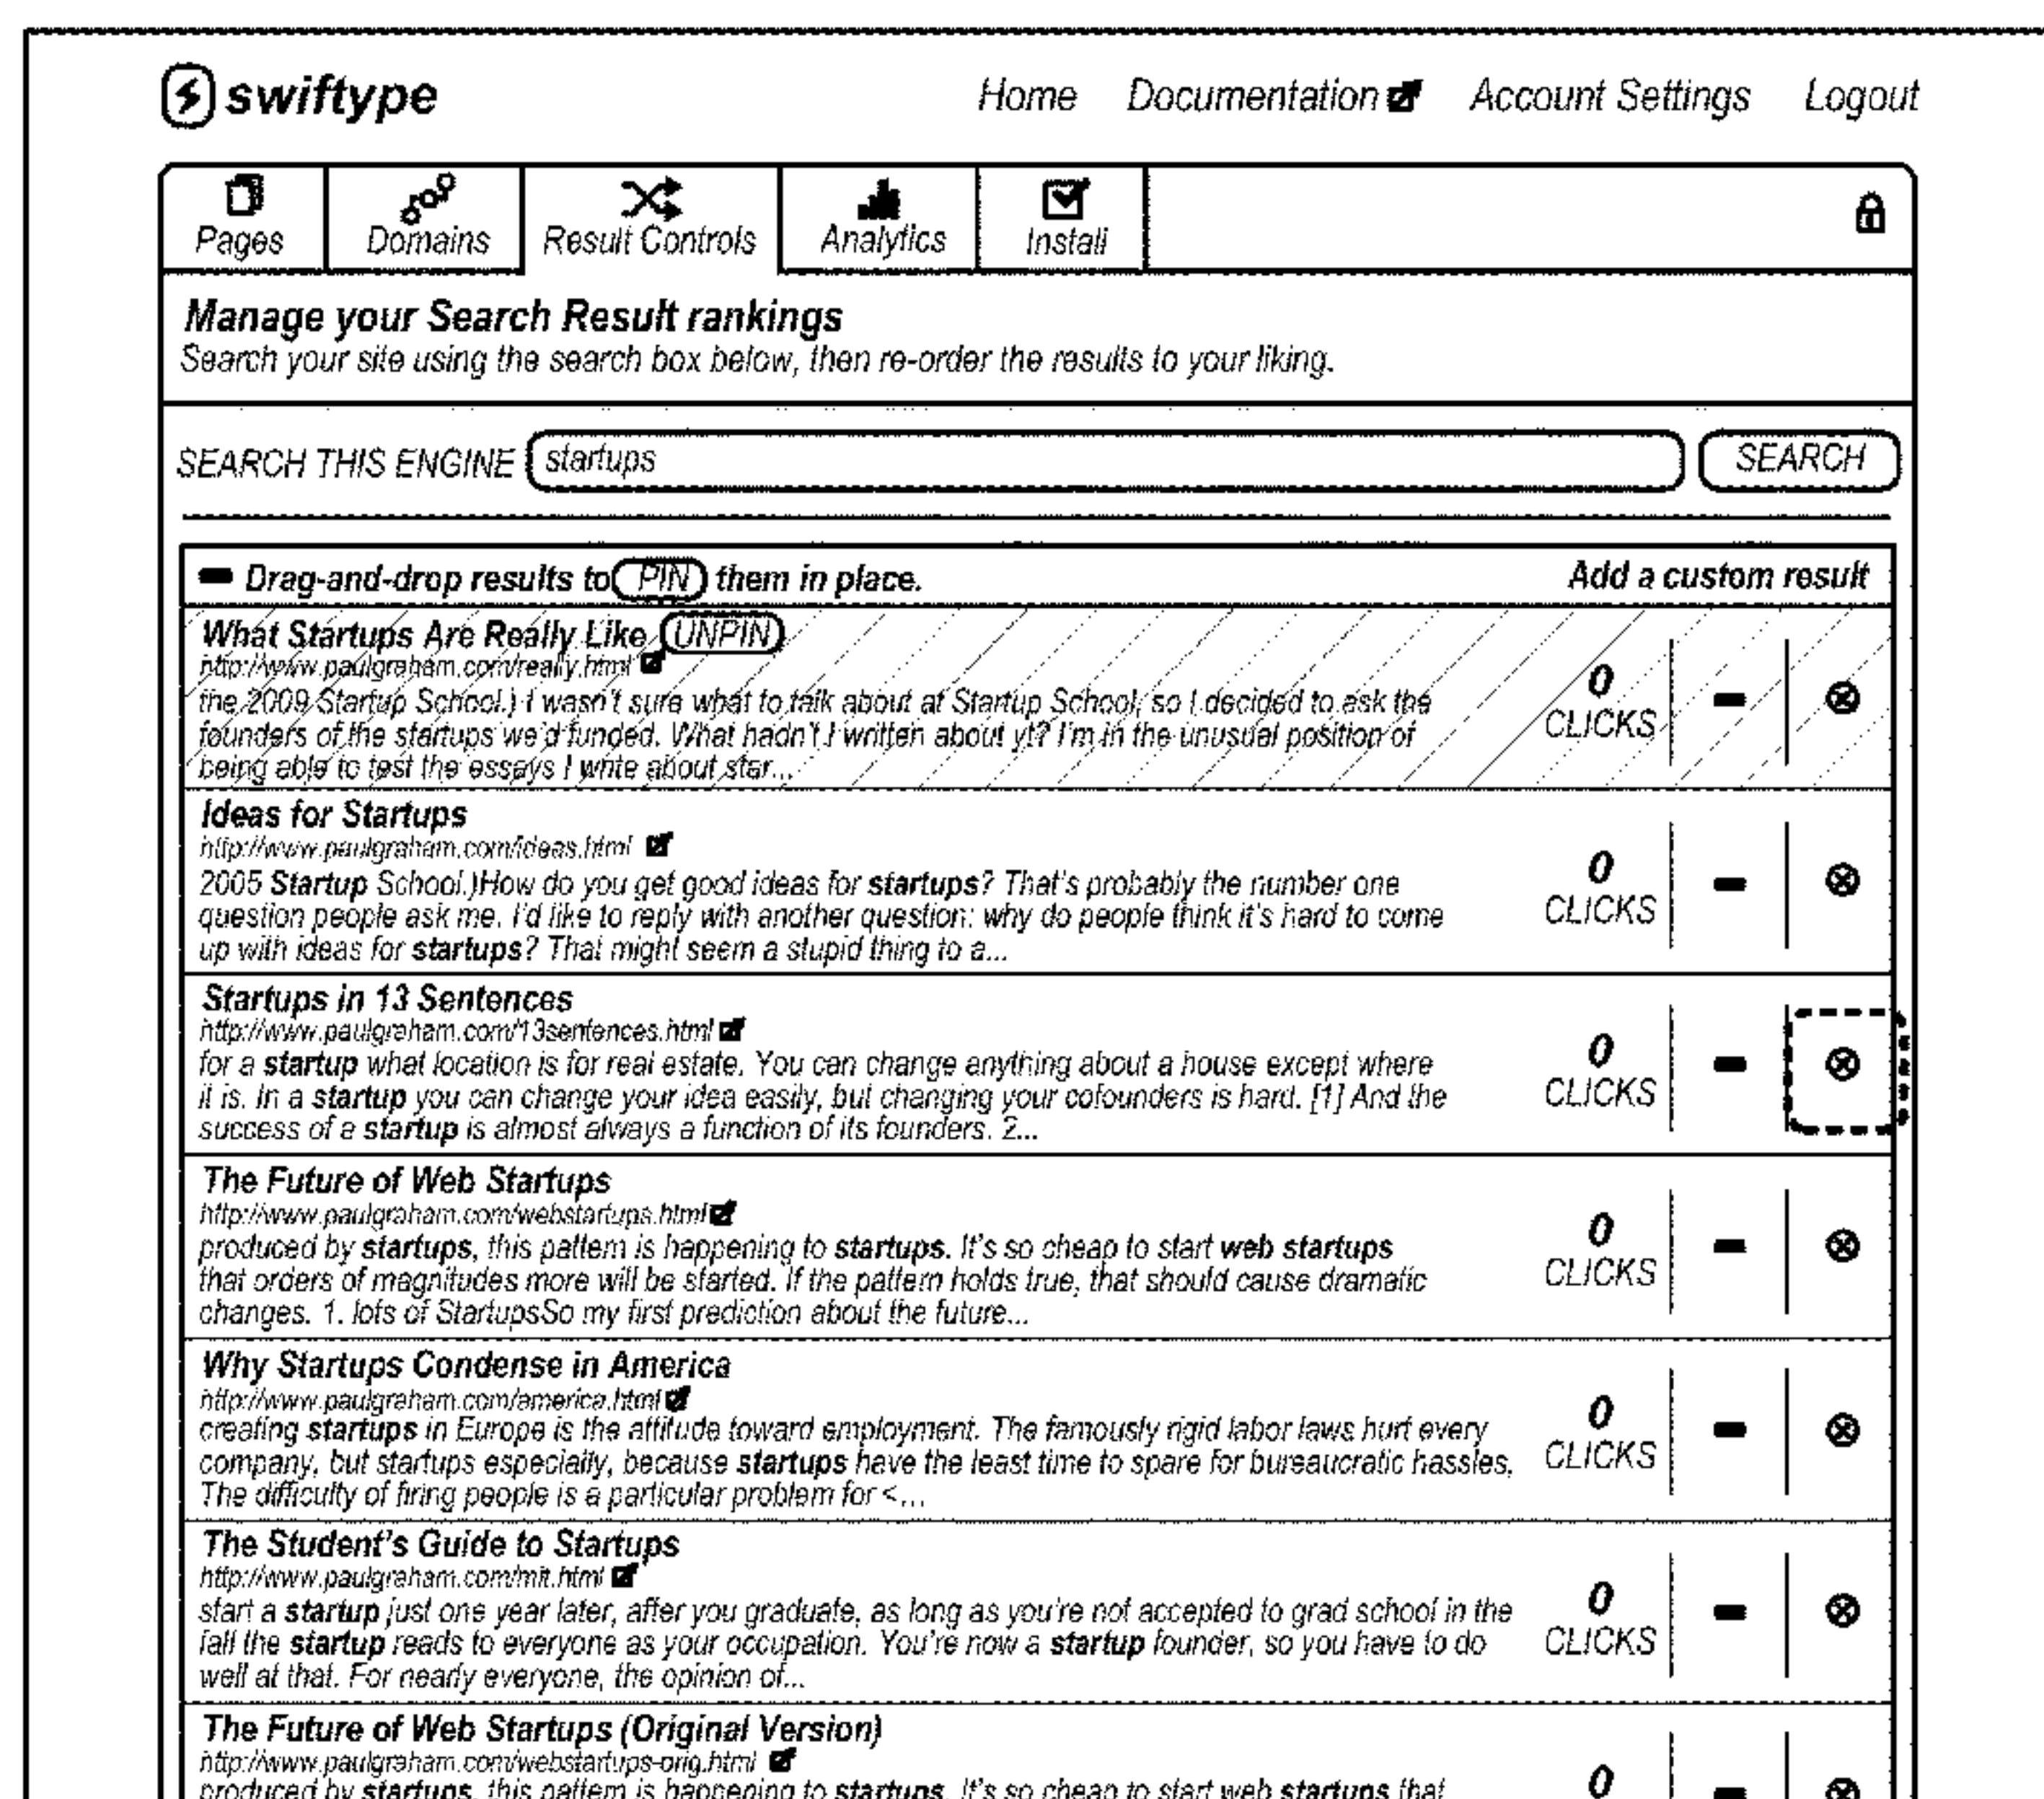 swiftype
Home Documentation Account Settings Logout
Pages Domains Result Controls Analytics Install
Manage your Search Result rankings
Search your site using the search box below, then re-order the results to your liking.
SEARCH THIS ENGINE startups SEARCH
Drag-and-drop results to PIN them in place. Add a custom result
What Startups Are Really Like UNPIN
http://www.paulgraham.com/really.html
the 2009 Startup School.) I wasn't sure what to talk about at Startup School, so I decided to ask the
founders of the startups we'd funded. What hadn't I written about yt? I'm in the unusual position of
being able to test the essays I write about star...
0
CLICKS
Ideas for Startups
http://www.paulgraham.com/ideas.html
2005 Startup School.)How do you get good ideas for startups? That's probably the number one
question people ask me. I'd like to reply with another question: why do people think it's hard to come
up with ideas for startups? That might seem a stupid thing to a...
0
CLICKS
Startups in 13 Sentences
http://www.paulgraham.com/13sentences.html
for a startup what location is for real estate. You can change anything about a house except where
it is. In a startup you can change your idea easily, but changing your cofounders is hard. [1] And the
success of a startup is almost always a function of its founders. 2...
0
CLICKS
The Future of Web Startups
http://www.paulgraham.com/webstartups.html
produced by startups, this pattern is happening to startups. It's so cheap to start web startups
that orders of magnitudes more will be started. If the pattern holds true, that should cause dramatic
changes. 1. lots of StartupsSo my first prediction about the future...
0
CLICKS
Why Startups Condense in America
http://www.paulgraham.com/america.html
creating startups in Europe is the attitude toward employment. The famously rigid labor laws hurt every
company, but startups especially, because startups have the least time to spare for bureaucratic hassles.
The difficulty of firing people is a particular problem for <...
0
CLICKS
The Student's Guide to Startups
http://www.paulgraham.com/mit.html
start a startup just one year later, after you graduate, as long as you're not accepted to grad school in the
fall the startup reads to everyone as your occupation. You're now a startup founder, so you have to do
well at that. For nearly everyone, the opinion of...
0
CLICKS
The Future of Web Startups (Original Version)
http://www.paulgraham.com/webstartups-orig.html
produced by startups, this pattern is happening to startups. It's so cheap to start web startups that
0